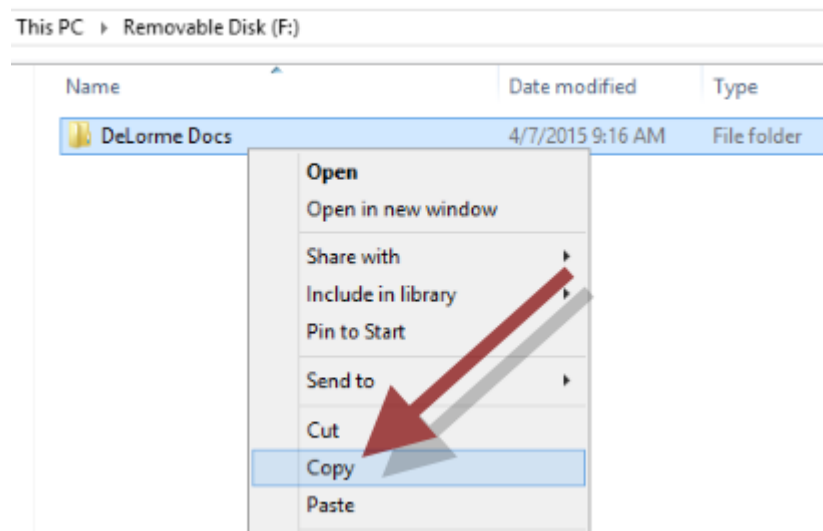 This PC Removable Disk (F:)
Name Date modified Type
DeLorme Docs 4/7/2015 9:16 AM File folder
Open
Open in new window
Share with
Include in library
Pin to Start
Send to
Cut
Copy
Paste